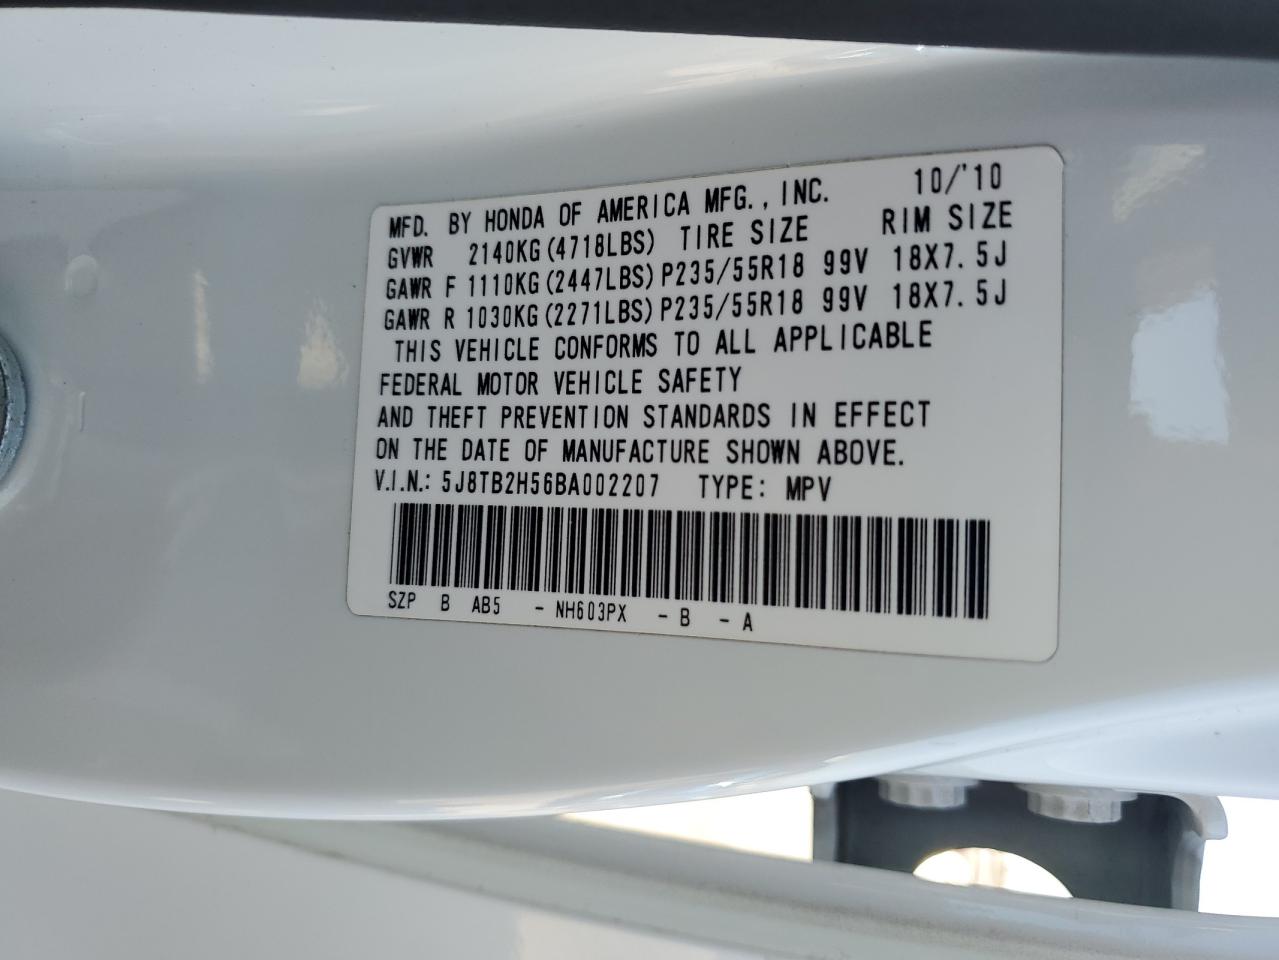 MFD. BY HONDA OF AMERICA MFG., INC. 10/'10
GVWR 2140KG(4718LBS) TIRE SIZE RIM SIZE
GAWR F 1110KG(2447LBS)P235/55R18 99V 18X7.5J
GAWR R 1030KG(2271LBS)P235/55R18 99V 18X7.5J
THIS VEHICLE CONFORMS TO ALL APPLICABLE
FEDERAL MOTOR VEHICLE SAFETY
AND THEFT PREVENTION STANDARDS IN EFFECT
ON THE DATE OF MANUFACTURE SHOWN ABOVE.
V.I.N.: 5J8TB2H56BA002207 TYPE: MPV
SZP B AB5 - NH603PX - B - A